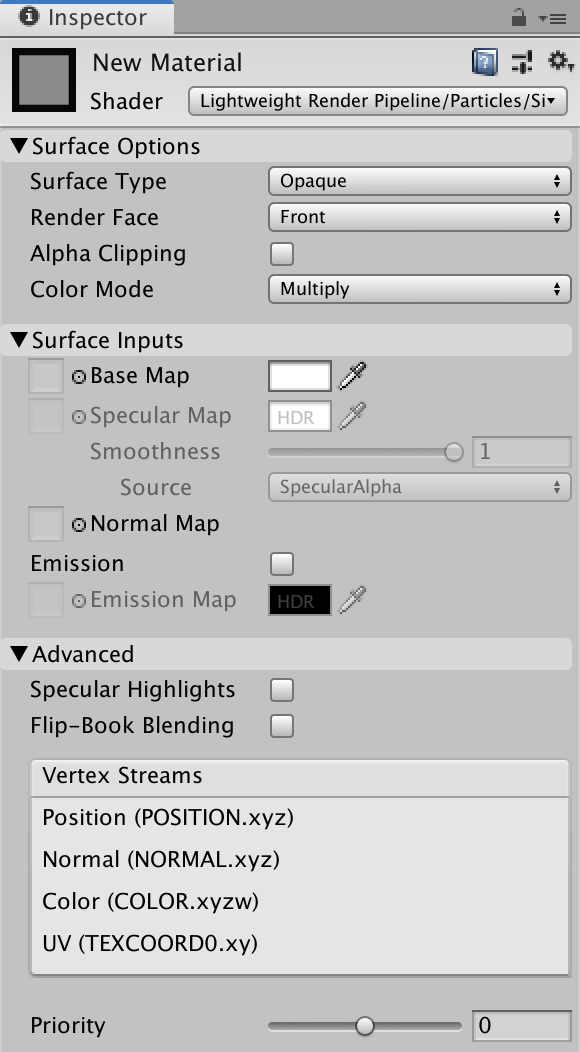 Inspector
New Material
Shader Lightweight Render Pipeline/Particles/Si
Surface Options
Surface Type Opaque
Render Face Front
Alpha Clipping
Color Mode Multiply
Surface Inputs
Base Map
Specular Map HDR
Smoothness 1
Source SpecularAlpha
Normal Map
Emission
Emission Map HDR
Advanced
Specular Highlights
Flip-Book Blending
Vertex Streams
Position (POSITION.xyz)
Normal (NORMAL.xyz)
Color (COLOR.xyzw)
UV (TEXCOORD0.xy)
Priority 0